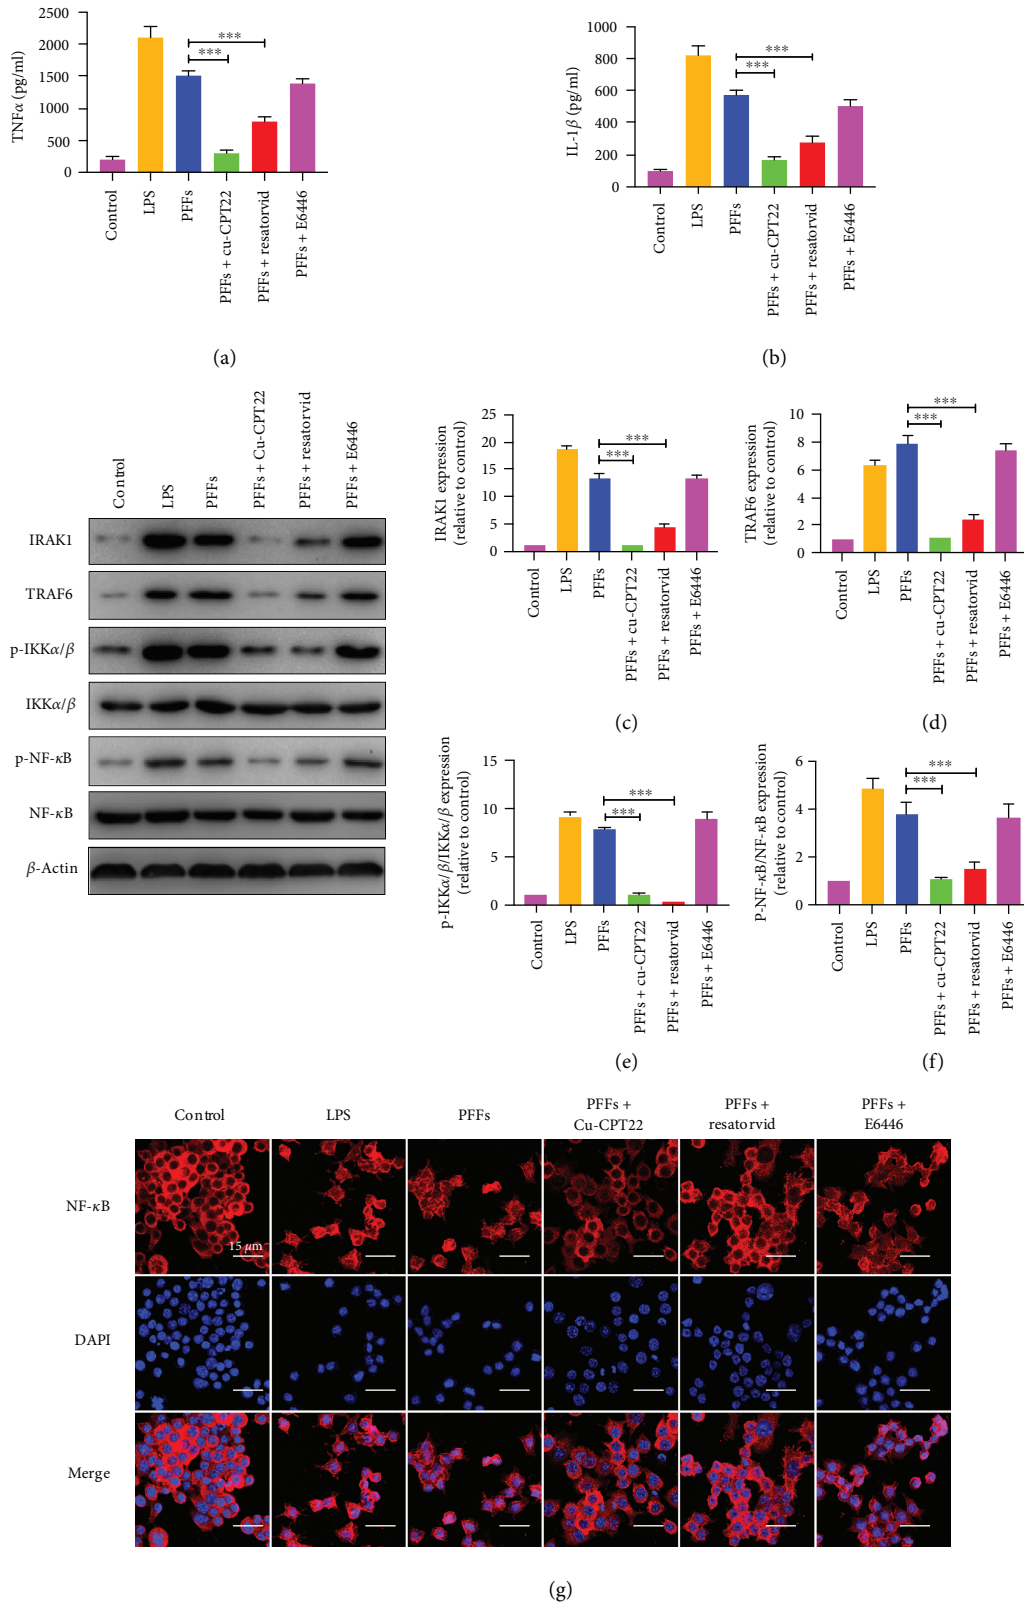 TNFα (pg/ml)
2500
2000
1500
1000
500
0
***
***
Control
LPS
PFFs
PFFs + cu-CPT22
PFFs + resatorvid
PFFs + E6446
(a)
IL-1β (pg/ml)
1000
800
600
400
200
0
***
***
Control
LPS
PFFs
PFFs + cu-CPT22
PFFs + resatorvid
PFFs + E6446
(b)
Control
LPS
PFFs
PFFs + Cu-CPT22
PFFs + resatorvid
PFFs + E6446
IRAK1
TRAF6
p-IKKα/β
IKKα/β
p-NF-κB
NF-κB
β-Actin
IRAK1 expression
(relative to control)
25
20
15
10
5
0
***
***
Control
LPS
PFFs
PFFs + cu-CPT22
PFFs + resatorvid
PFFs + E6446
(c)
TRAF6 expression
(relative to control)
10
8
6
4
2
0
***
***
Control
LPS
PFFs
PFFs + cu-CPT22
PFFs + resatorvid
PFFs + E6446
(d)
p-IKKα/β/IKKα/β expression
(relative to control)
15
10
5
0
***
***
Control
LPS
PFFs
PFFs + cu-CPT22
PFFs + resatorvid
PFFs + E6446
(e)
P-NF-κB/NF-κB expression
(relative to control)
6
4
2
0
***
***
Control
LPS
PFFs
PFFs + cu-CPT22
PFFs + resatorvid
PFFs + E6446
(f)
Control
LPS
PFFs
PFFs +
Cu-CPT22
PFFs +
resatorvid
PFFs +
E6446
NF-κB
15 μm
DAPI
Merge
(g)